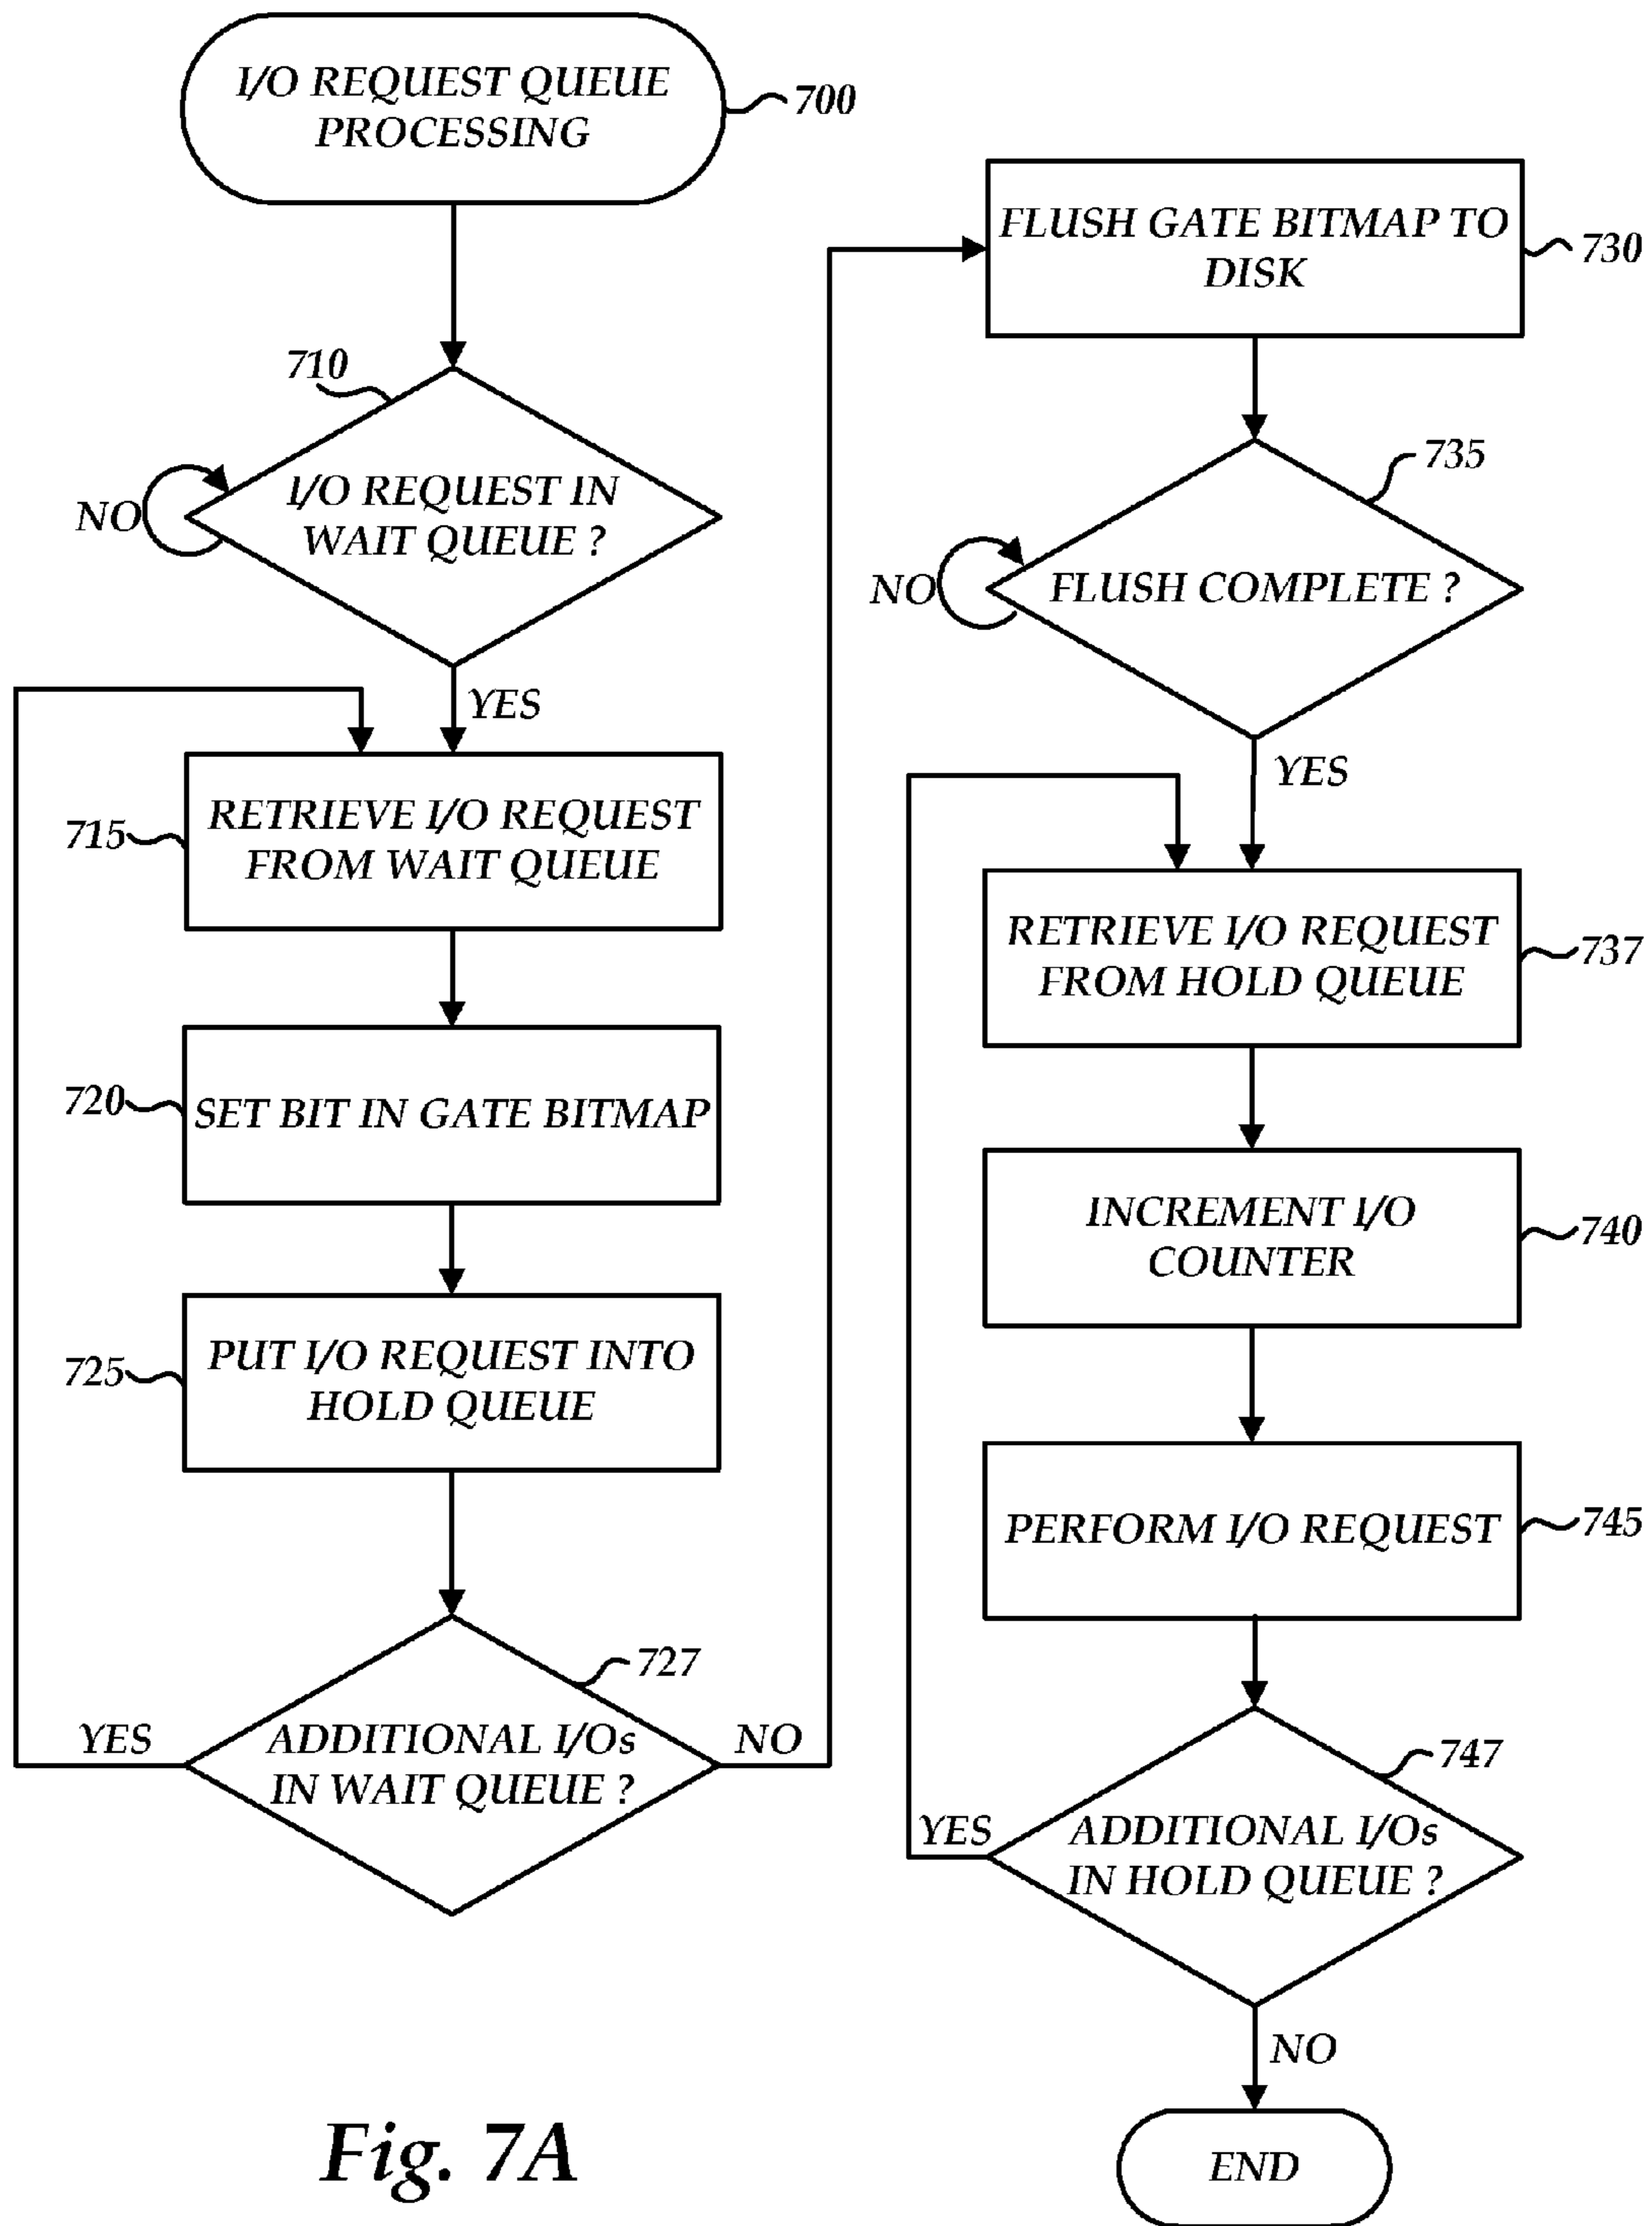 I/O REQUEST QUEUE
PROCESSING
700
710
I/O REQUEST IN
WAIT QUEUE ?
NO
YES
715
RETRIEVE I/O REQUEST
FROM WAIT QUEUE
720
SET BIT IN GATE BITMAP
725
PUT I/O REQUEST INTO
HOLD QUEUE
727
YES
ADDITIONAL I/Os
IN WAIT QUEUE ?
NO
FLUSH GATE BITMAP TO
DISK
730
735
NO
FLUSH COMPLETE ?
YES
RETRIEVE I/O REQUEST
FROM HOLD QUEUE
737
INCREMENT I/O
COUNTER
740
PERFORM I/O REQUEST
745
747
YES
ADDITIONAL I/Os
IN HOLD QUEUE ?
NO
END
Fig. 7A